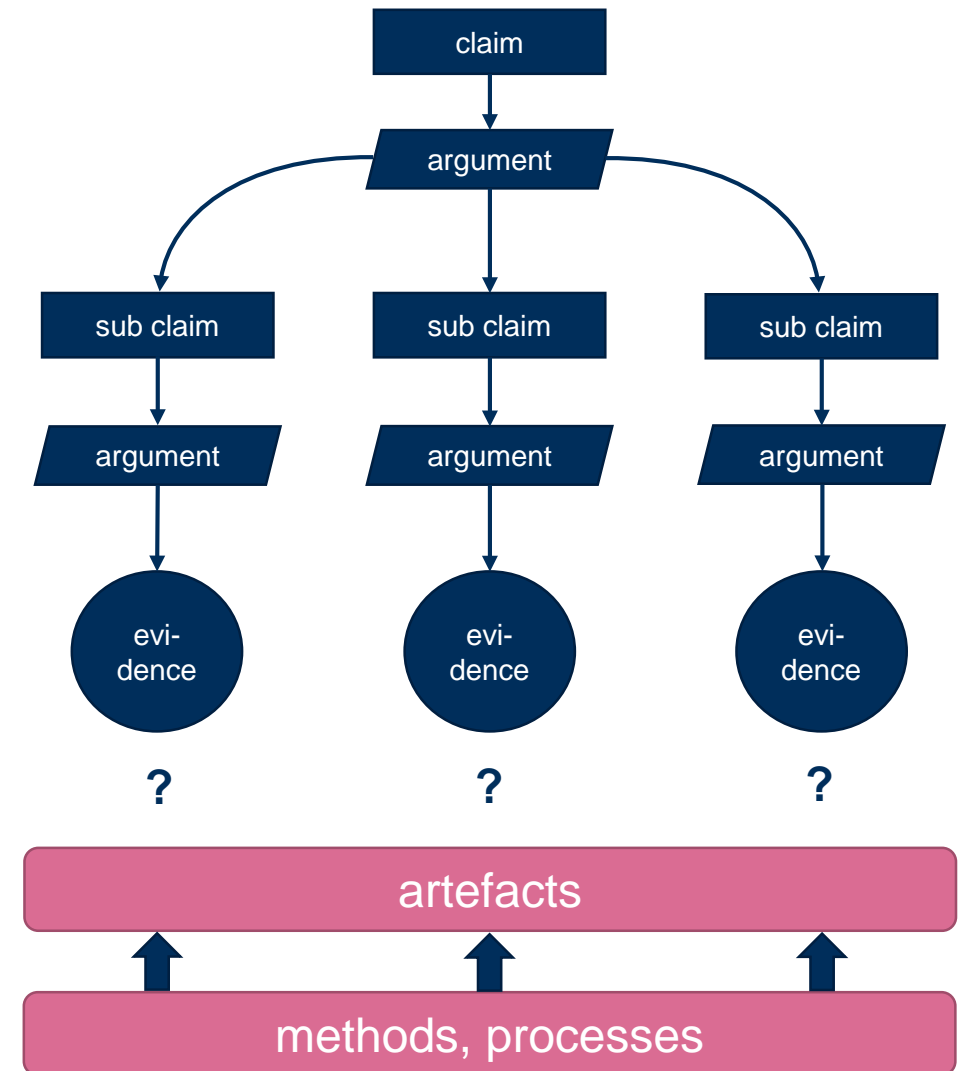 claim
argument
sub claim
sub claim
sub claim
argument
argument
argument
evi-
dence
evi-
dence
evi-
dence
?
?
?
artefacts
methods, processes